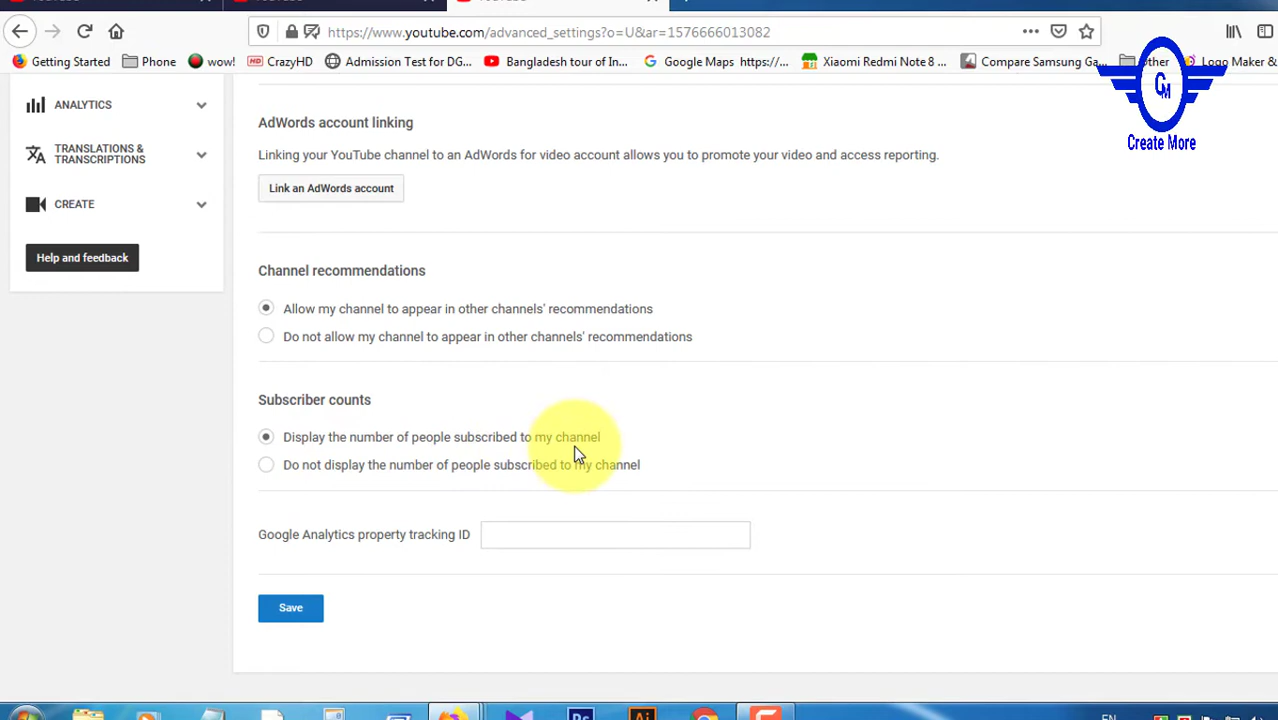 https://www.youtube.com/advanced_settings?o=U&ar=1576666013082
Getting Started
Phone
wow!
HD CrazyHD
Admission Test for DG...
Bangladesh tour of In...
G Google Maps https:/...
Xiaomi Redmi Note 8 ...
Compare Samsung Ga...
Other
Logo Maker &
CM
Create More
ANALYTICS
TRANSLATIONS &
TRANSCRIPTIONS
CREATE
Help and feedback
AdWords account linking
Linking your YouTube channel to an AdWords for video account allows you to promote your video and access reporting.
Link an AdWords account
Channel recommendations
Allow my channel to appear in other channels' recommendations
Do not allow my channel to appear in other channels' recommendations
Subscriber counts
Display the number of people subscribed to my channel
Do not display the number of people subscribed to my channel
Google Analytics property tracking ID
Save
Ps
Ai
EN